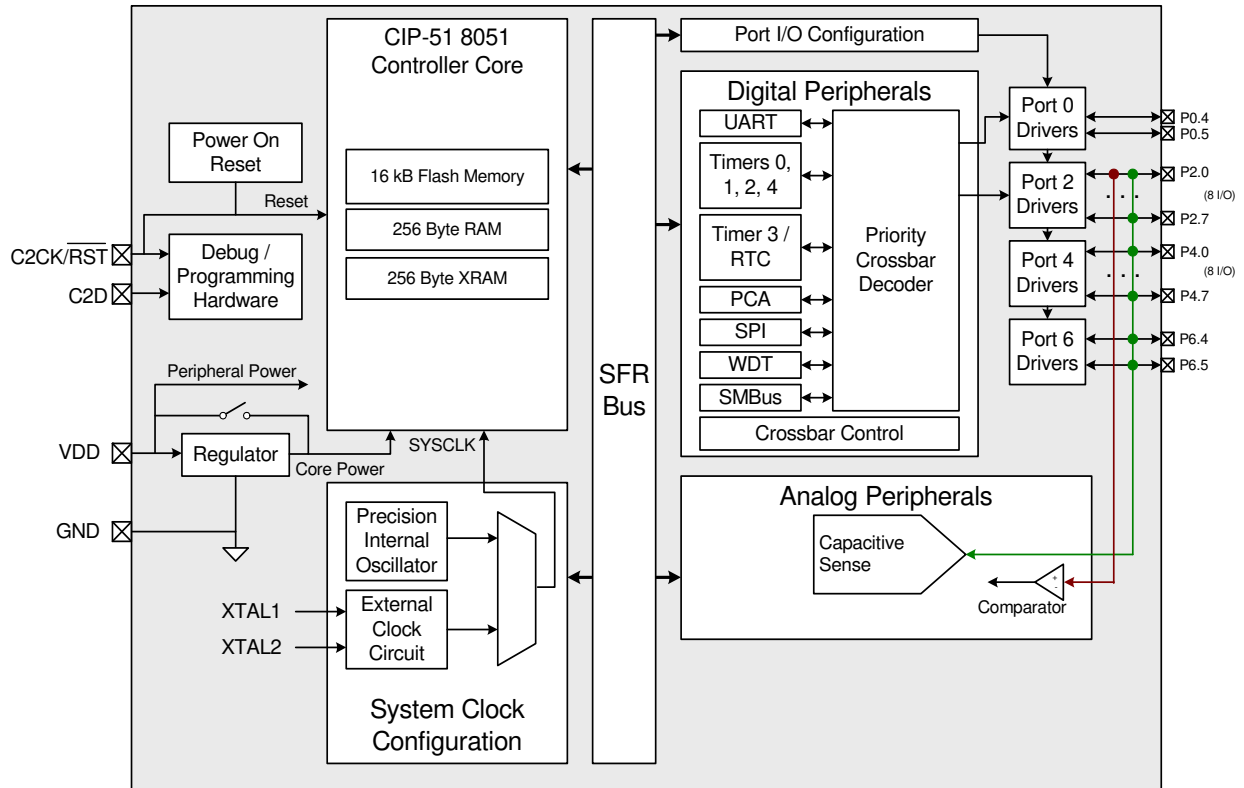 CIP-51 8051
Controller Core
16 kB Flash Memory
256 Byte RAM
256 Byte XRAM
Power On
Reset
Reset
C2CK/RST
C2D
Debug /
Programming
Hardware
Peripheral Power
VDD
Regulator
Core Power
GND
SYSCLK
Precision
Internal
Oscillator
XTAL1
XTAL2
External
Clock
Circuit
System Clock
Configuration
SFR
Bus
Port I/O Configuration
Digital Peripherals
UART
Timers 0,
1, 2, 4
Timer 3 /
RTC
PCA
SPI
WDT
SMBus
Priority
Crossbar
Decoder
Crossbar Control
Port 0
Drivers
Port 2
Drivers
Port 4
Drivers
Port 6
Drivers
P0.4
P0.5
P2.0
. . .
(8 I/O)
P2.7
P4.0
. . .
(8 I/O)
P4.7
P6.4
P6.5
Analog Peripherals
Capacitive
Sense
+
-
Comparator